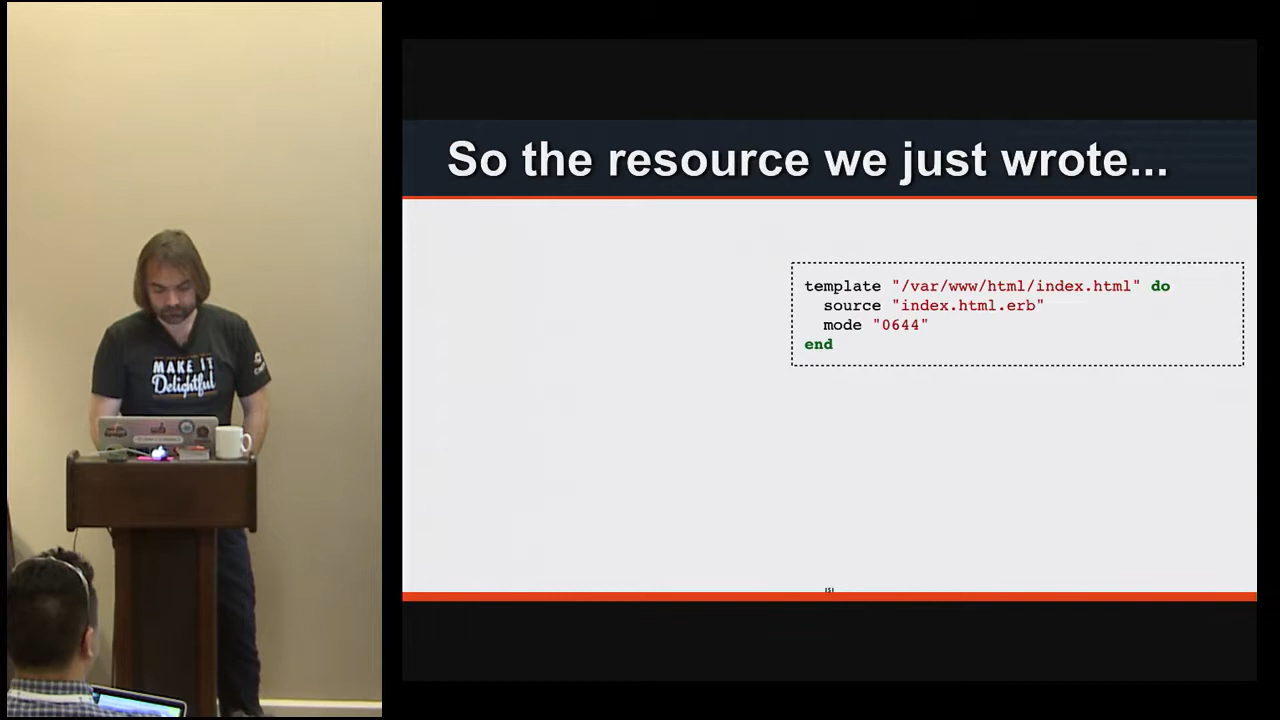 So the resource we just wrote...
template "/var/www/html/index.html" do
  source "index.html.erb"
  mode "0644"
end
MAKE IT
Delightful